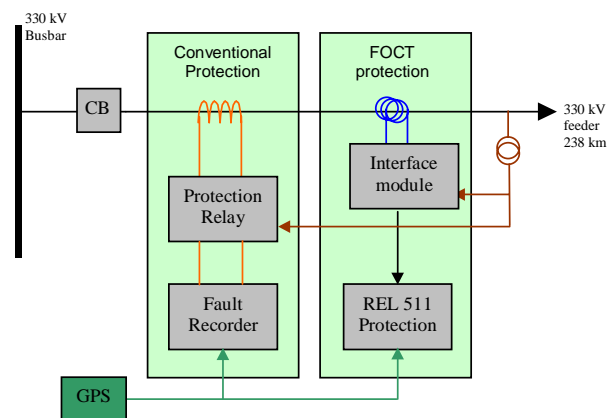 330 kV
Busbar
Conventional
Protection
FOCT
protection
CB
330 kV
feeder
238 km
Interface
module
Protection
Relay
Fault
Recorder
REL 511
Protection
GPS